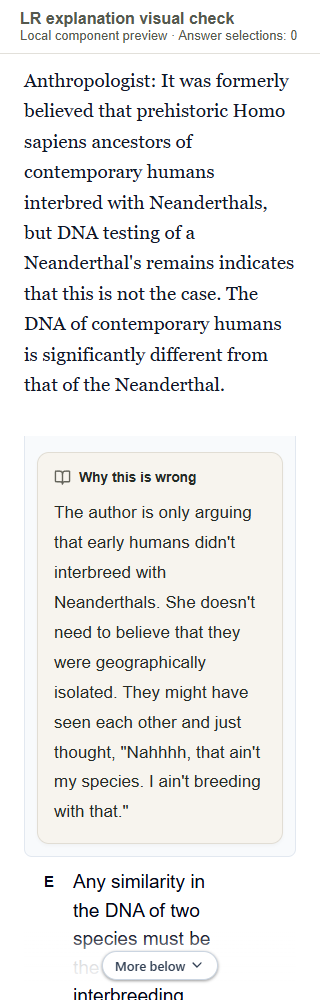 LR explanation visual check
Local component preview · Answer selections: 0
Anthropologist: It was formerly
believed that prehistoric Homo
sapiens ancestors of
contemporary humans
interbred with Neanderthals,
but DNA testing of a
Neanderthal's remains indicates
that this is not the case. The
DNA of contemporary humans
is significantly different from
that of the Neanderthal.
Why this is wrong
The author is only arguing
that early humans didn't
interbreed with
Neanderthals. She doesn't
need to believe that they
were geographically
isolated. They might have
seen each other and just
thought, "Nahhhh, that ain't
my species. I ain't breeding
with that."
E Any similarity in
the DNA of two
species must be
the
More below
interbreeding